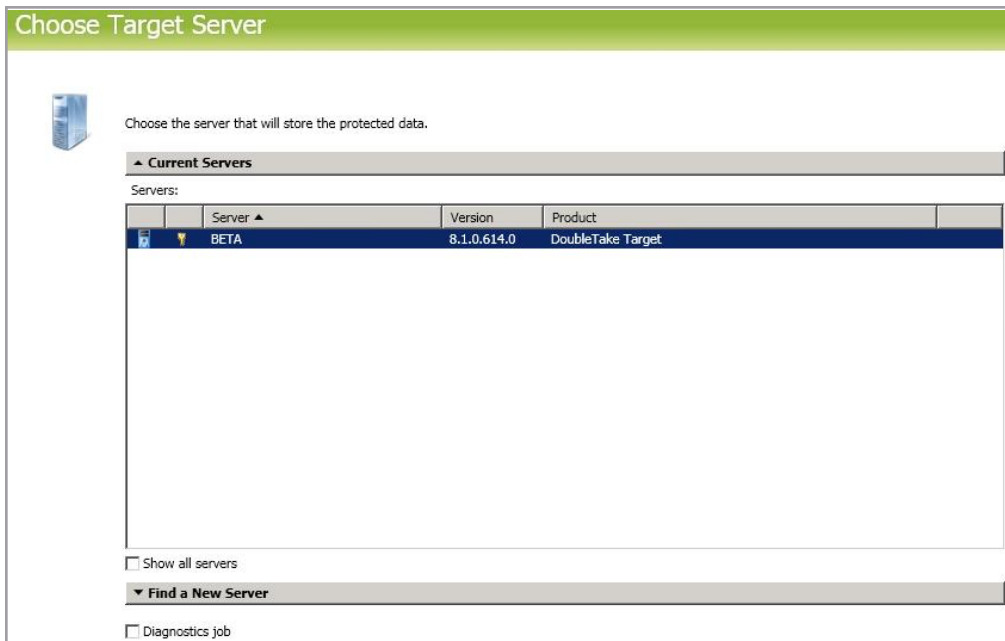 Choose Target Server
Choose the server that will store the protected data.
▲ Current Servers
Servers:
Server ▲ Version Product
BETA 8.1.0.614.0 DoubleTake Target
Show all servers
▼ Find a New Server
Diagnostics job